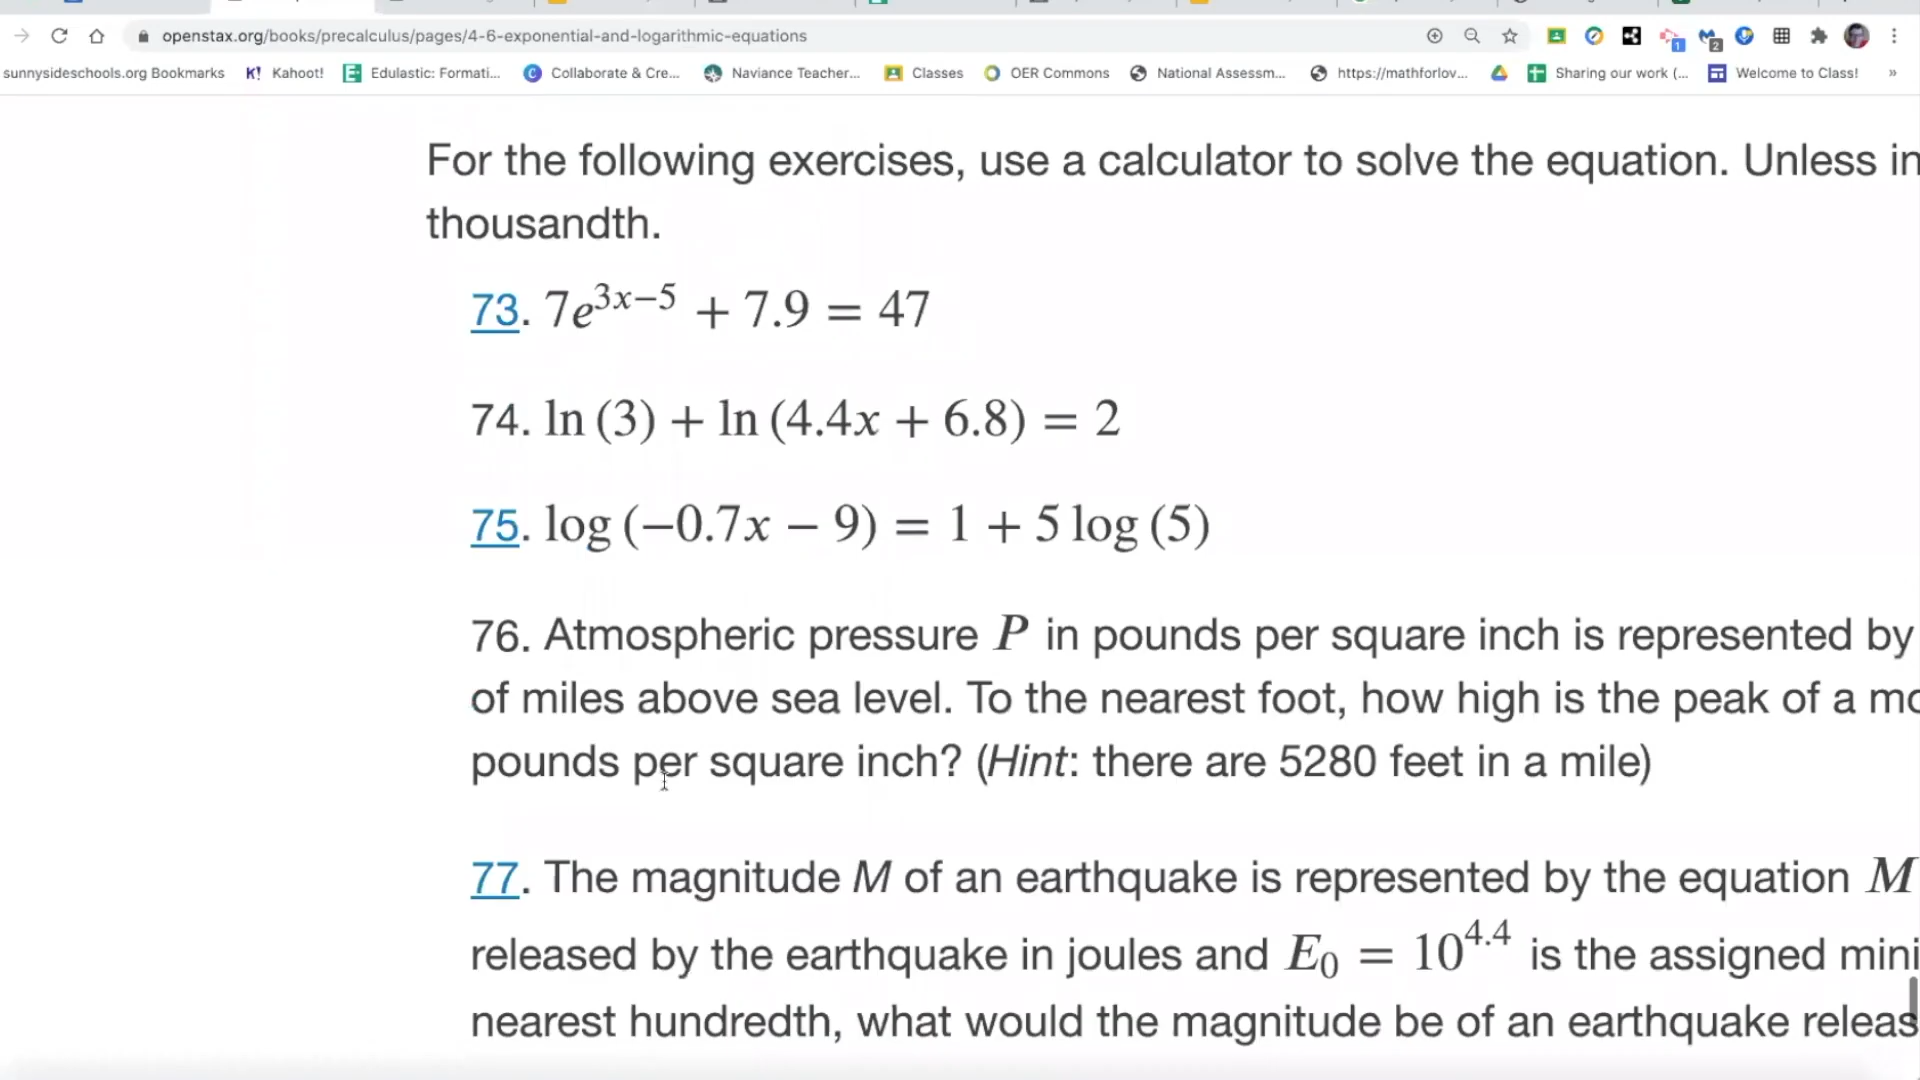 openstax.org/books/precalculus/pages/4-6-exponential-and-logarithmic-equations
1
2
sunnysideschools.org Bookmarks K! Kahoot! Edulastic: Formati... Collaborate & Cre... Naviance Teacher... Classes OER Commons National Assessm... https://mathforlov... Sharing our work (... Welcome to Class! »
For the following exercises, use a calculator to solve the equation. Unless in
thousandth.
73. 7e^{3x−5} + 7.9 = 47
74. ln (3) + ln (4.4x + 6.8) = 2
75. log (−0.7x − 9) = 1 + 5 log (5)
76. Atmospheric pressure P in pounds per square inch is represented by
of miles above sea level. To the nearest foot, how high is the peak of a mo
pounds per square inch? (Hint: there are 5280 feet in a mile)
77. The magnitude M of an earthquake is represented by the equation M
released by the earthquake in joules and E₀ = 10^{4.4} is the assigned mini
nearest hundredth, what would the magnitude be of an earthquake releas